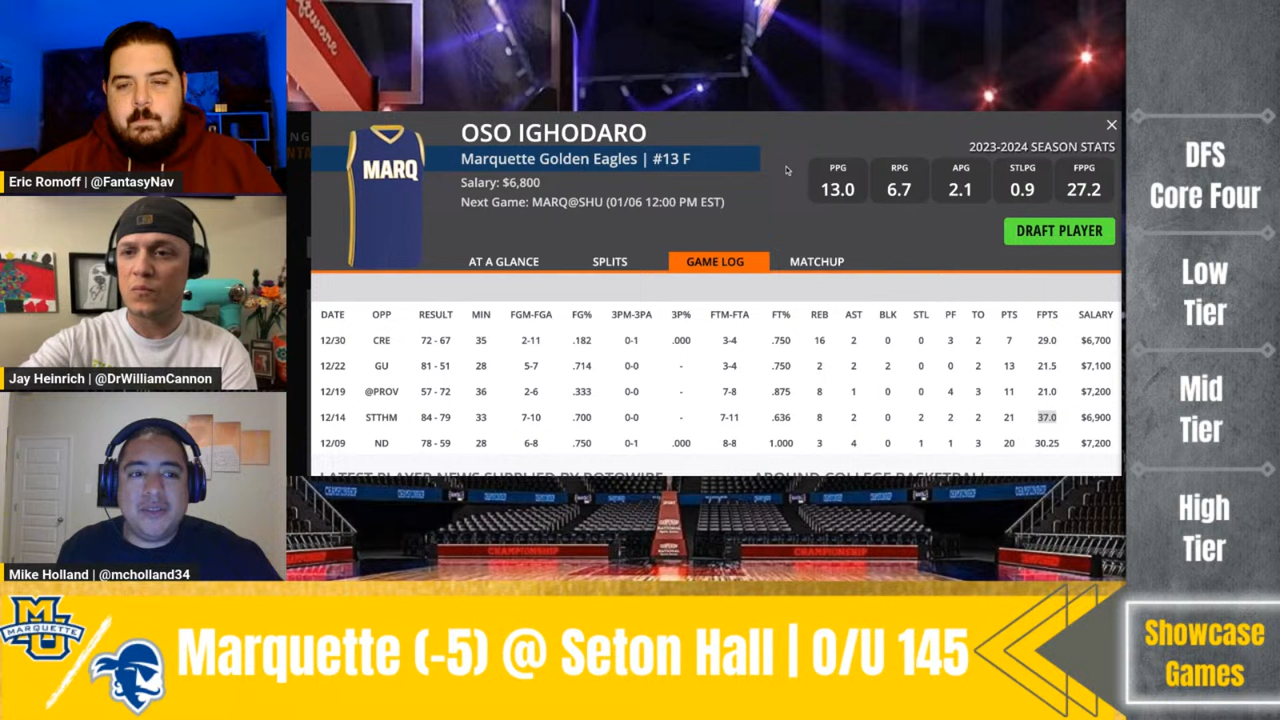 Eric Romoff | @FantasyNav
Jay Heinrich | @DrWilliamCannon
Mike Holland | @mcholland34
MARQ
OSO IGHODARO
Marquette Golden Eagles | #13 F
Salary: $6,800
Next Game: MARQ@SHU (01/06 12:00 PM EST)
2023-2024 SEASON STATS
PPG RPG APG STLPG FPPG
13.0 6.7 2.1 0.9 27.2
DRAFT PLAYER
AT A GLANCE SPLITS GAME LOG MATCHUP
DATE OPP RESULT MIN FGM-FGA FG% 3PM-3PA 3P% FTM-FTA FT% REB AST BLK STL PF TO PTS FPTS SALARY
12/30 CRE 72 - 67 35 2-11 .182 0-1 .000 3-4 .750 16 2 0 0 3 2 7 29.0 $6,700
12/22 GU 81 - 51 28 5-7 .714 0-0 - 3-4 .750 2 2 2 0 0 2 13 21.5 $7,100
12/19 @PROV 57 - 72 36 2-6 .333 0-0 - 7-8 .875 8 1 0 0 4 3 11 21.0 $7,200
12/14 STTHM 84 - 79 33 7-10 .700 0-0 - 7-11 .636 8 2 0 2 2 2 21 37.0 $6,900
12/09 ND 78 - 59 28 6-8 .750 0-1 .000 8-8 1.000 3 4 0 1 1 3 20 30.25 $7,200
CHAMPIONSHIP
CHAMPIONSHIP
MU
MARQUETTE
Marquette (-5) @ Seton Hall | O/U 145
DFS
Core Four
Low
Tier
Mid
Tier
High
Tier
Showcase
Games